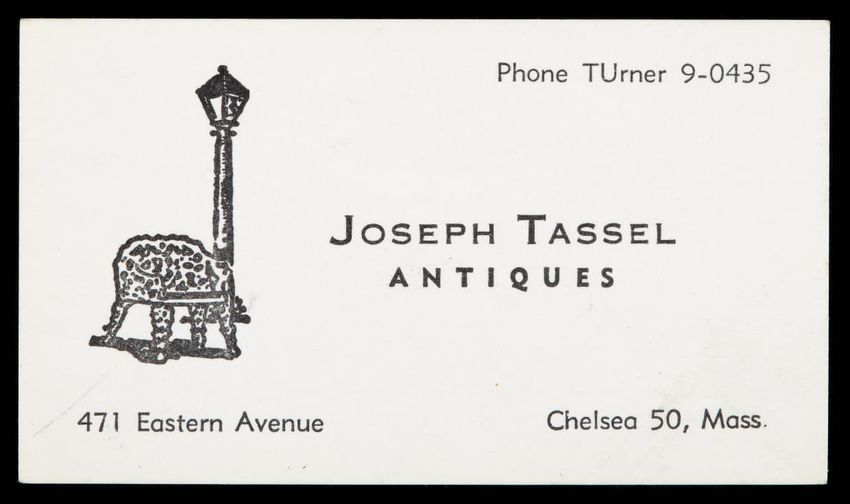 Phone TUrner 9-0435
JOSEPH TASSEL
ANTIQUES
471 Eastern Avenue
Chelsea 50, Mass.